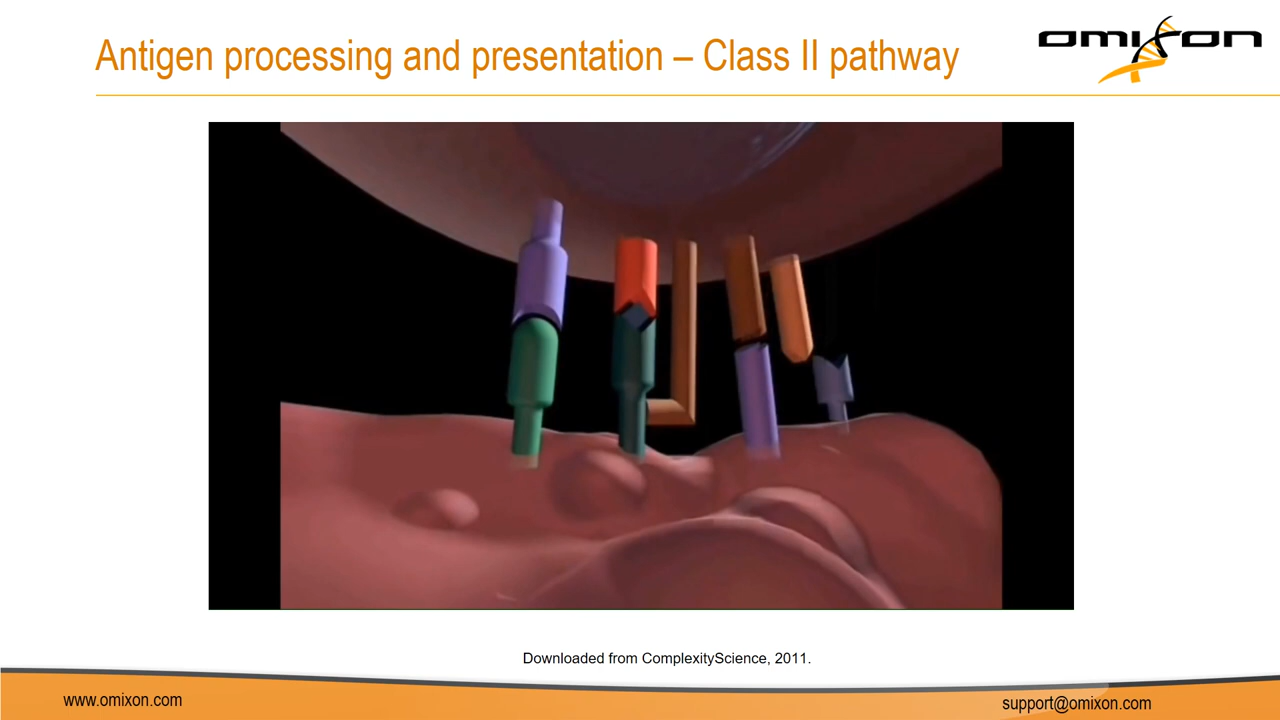 Antigen processing and presentation – Class II pathway
omixon
Downloaded from ComplexityScience, 2011.
www.omixon.com
support@omixon.com